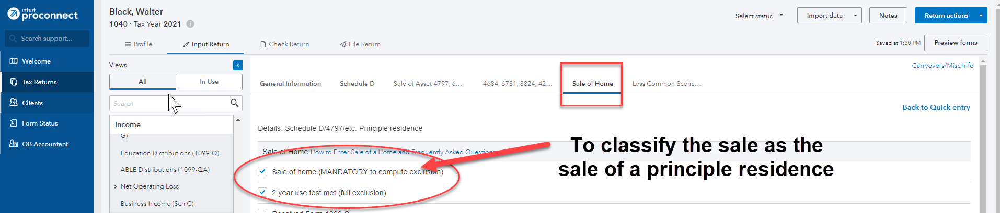 intuit
proconnect
Search support...
Welcome
Tax Returns
Clients
Form Status
QB Accountant
Black, Walter
1040 · Tax Year 2021
Select status
Import data
Notes
Return actions
Profile
Input Return
Check Return
File Return
Saved at 1:30 PM
Preview forms
Views
All
In Use
Search
Income
G)
Education Distributions (1099-Q)
ABLE Distributions (1099-QA)
Net Operating Loss
Business Income (Sch C)
Carryovers/Misc Info
General Information
Schedule D
Sale of Asset 4797, 6...
4684, 6781, 8824, 42...
Sale of Home
Less Common Scena...
Back to Quick entry
Details: Schedule D/4797/etc. Principle residence
Sale of Home How to Enter Sale of a Home and Frequently Asked Questions
Sale of home (MANDATORY to compute exclusion)
2 year use test met (full exclusion)
Received Form 1099-S
To classify the sale as the
sale of a principle residence